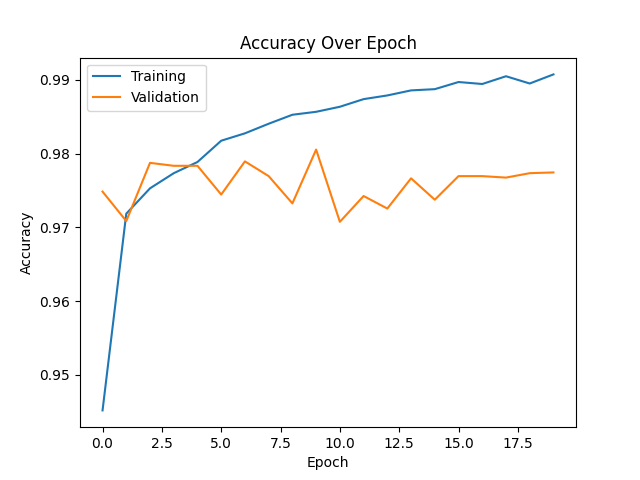 Accuracy Over Epoch
Training
Validation
0.99
0.98
0.97
0.96
0.95
Accuracy
0.0 2.5 5.0 7.5 10.0 12.5 15.0 17.5
Epoch